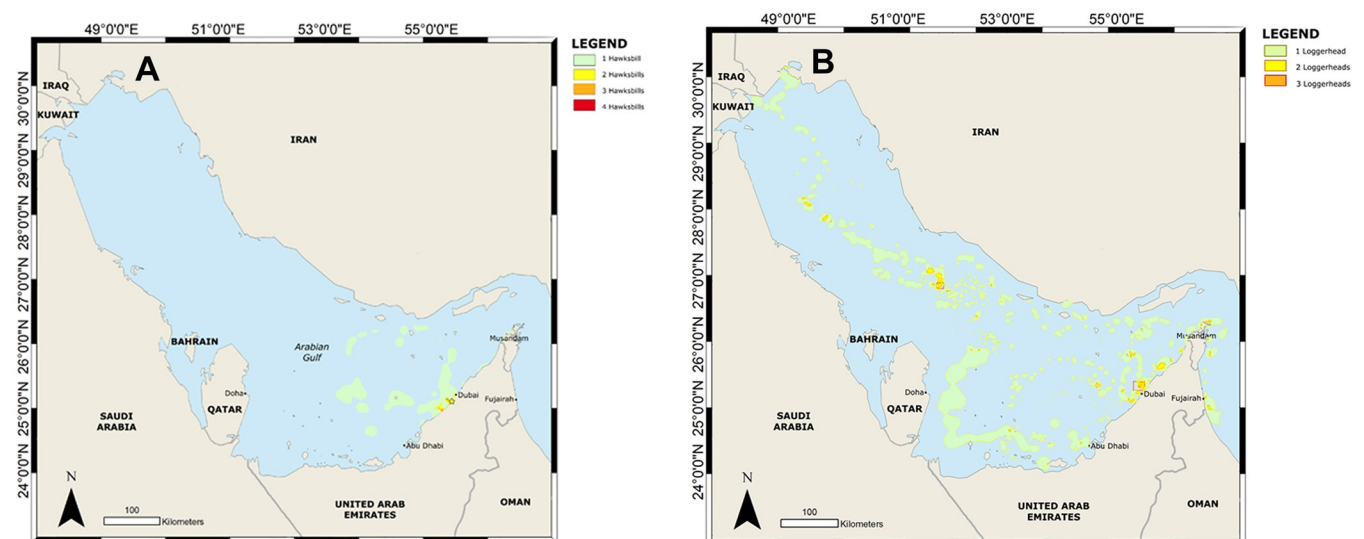 49°0'0"E 51°0'0"E 53°0'0"E 55°0'0"E
A
LEGEND
1 Hawksbill
2 Hawksbills
3 Hawksbills
4 Hawksbills
30°0'0"N
29°0'0"N
28°0'0"N
27°0'0"N
26°0'0"N
25°0'0"N
24°0'0"N
IRAQ
KUWAIT
IRAN
Arabian
Gulf
Musandam
BAHRAIN
Doha
QATAR
Dubai
Fujairah
SAUDI
ARABIA
Abu Dhabi
N
100
Kilometers
UNITED ARAB
EMIRATES
OMAN
49°0'0"E 51°0'0"E 53°0'0"E 55°0'0"E
B
LEGEND
1 Loggerhead
2 Loggerheads
3 Loggerheads
30°0'0"N
29°0'0"N
28°0'0"N
27°0'0"N
26°0'0"N
25°0'0"N
24°0'0"N
IRAQ
KUWAIT
IRAN
Musandam
BAHRAIN
Doha
QATAR
Dubai
Fujairah
SAUDI
ARABIA
Abu Dhabi
N
100
Kilometers
UNITED ARAB
EMIRATES
OMAN